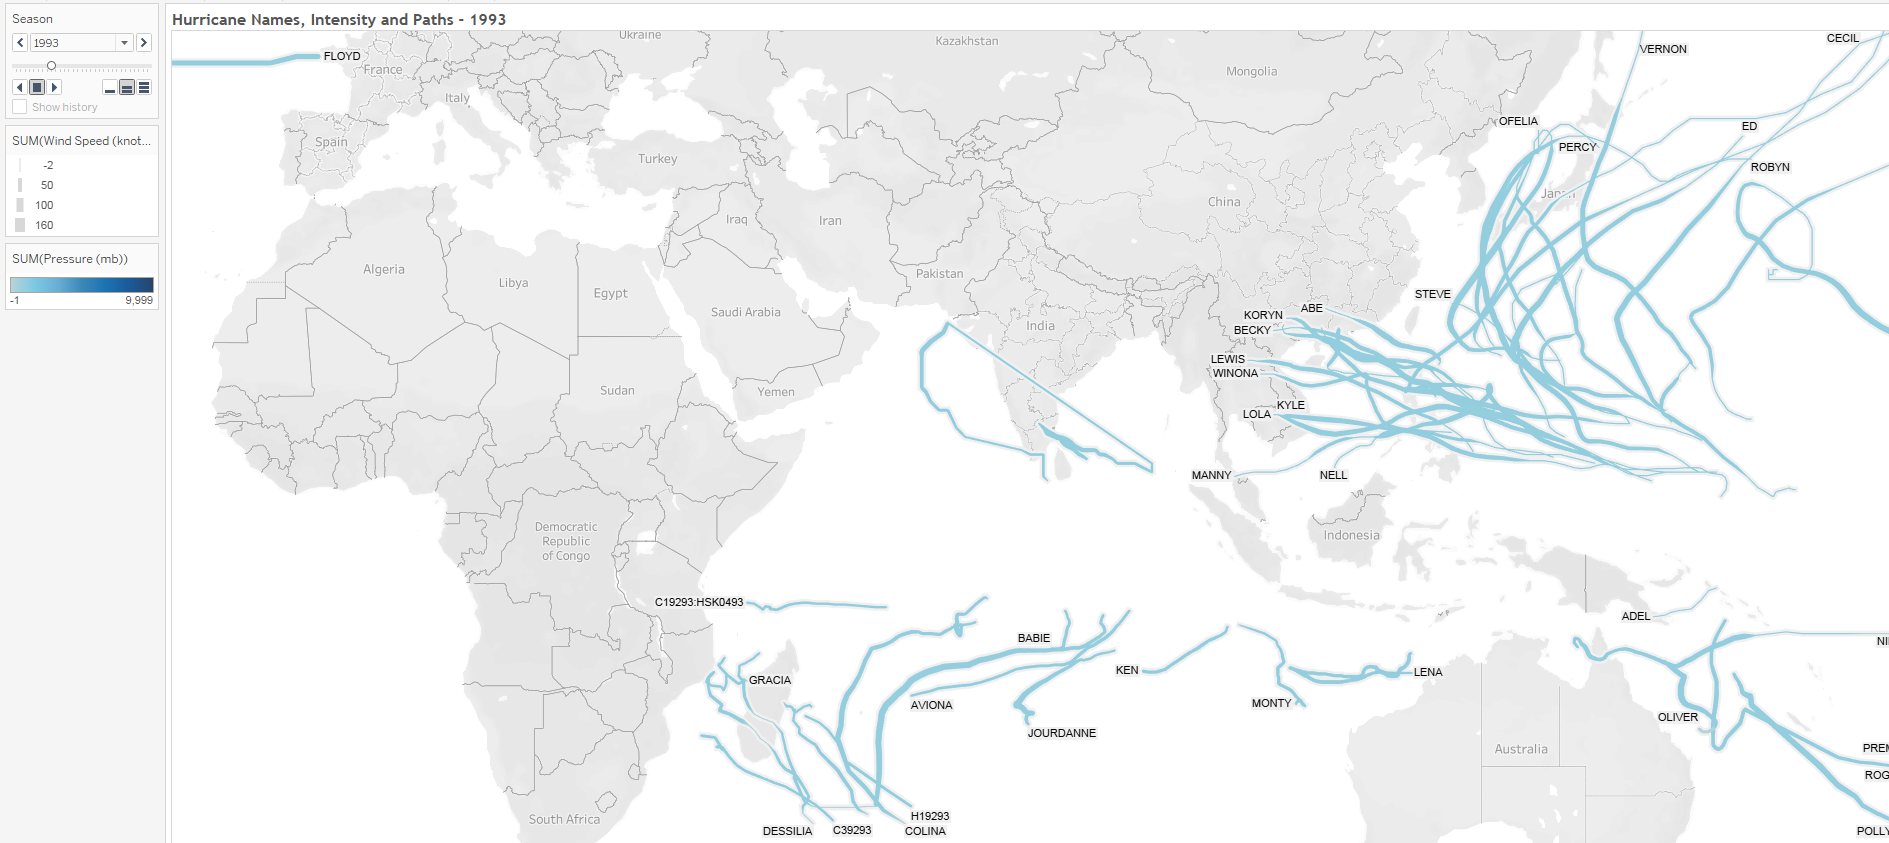 Season
1993
Show history
SUM(Wind Speed (knot...
-2
50
100
160
SUM(Pressure (mb))
-1
9,999
Hurricane Names, Intensity and Paths - 1993
FLOYD
France
Ukraine
Kazakhstan
Mongolia
VERNON
CECIL
Italy
Spain
Turkey
OFELIA
ED
PERCY
ROBYN
Iraq
Iran
China
Japan
Algeria
Libya
Egypt
Pakistan
Saudi Arabia
India
STEVE
ABE
KORYN
BECKY
LEWIS
WINONA
Sudan
Yemen
KYLE
LOLA
MANNY
NELL
Democratic
Republic
of Congo
Indonesia
C19293:HSK0493
ADEL
BABIE
NI
KEN
LENA
GRACIA
AVIONA
MONTY
OLIVER
JOURDANNE
Australia
PREM
ROG
South Africa
H19293
DESSILIA
C39293
COLINA
POLLY